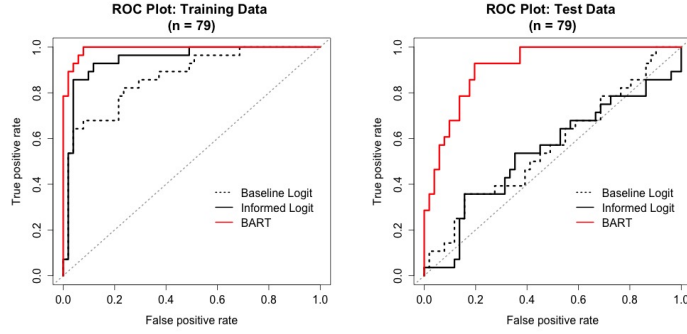 ROC Plot: Training Data
(n = 79)
True positive rate
1.0
0.8
0.6
0.4
0.2
0.0
Baseline Logit
Informed Logit
BART
0.0 0.2 0.4 0.6 0.8 1.0
False positive rate
ROC Plot: Test Data
(n = 79)
True positive rate
1.0
0.8
0.6
0.4
0.2
0.0
Baseline Logit
Informed Logit
BART
0.0 0.2 0.4 0.6 0.8 1.0
False positive rate